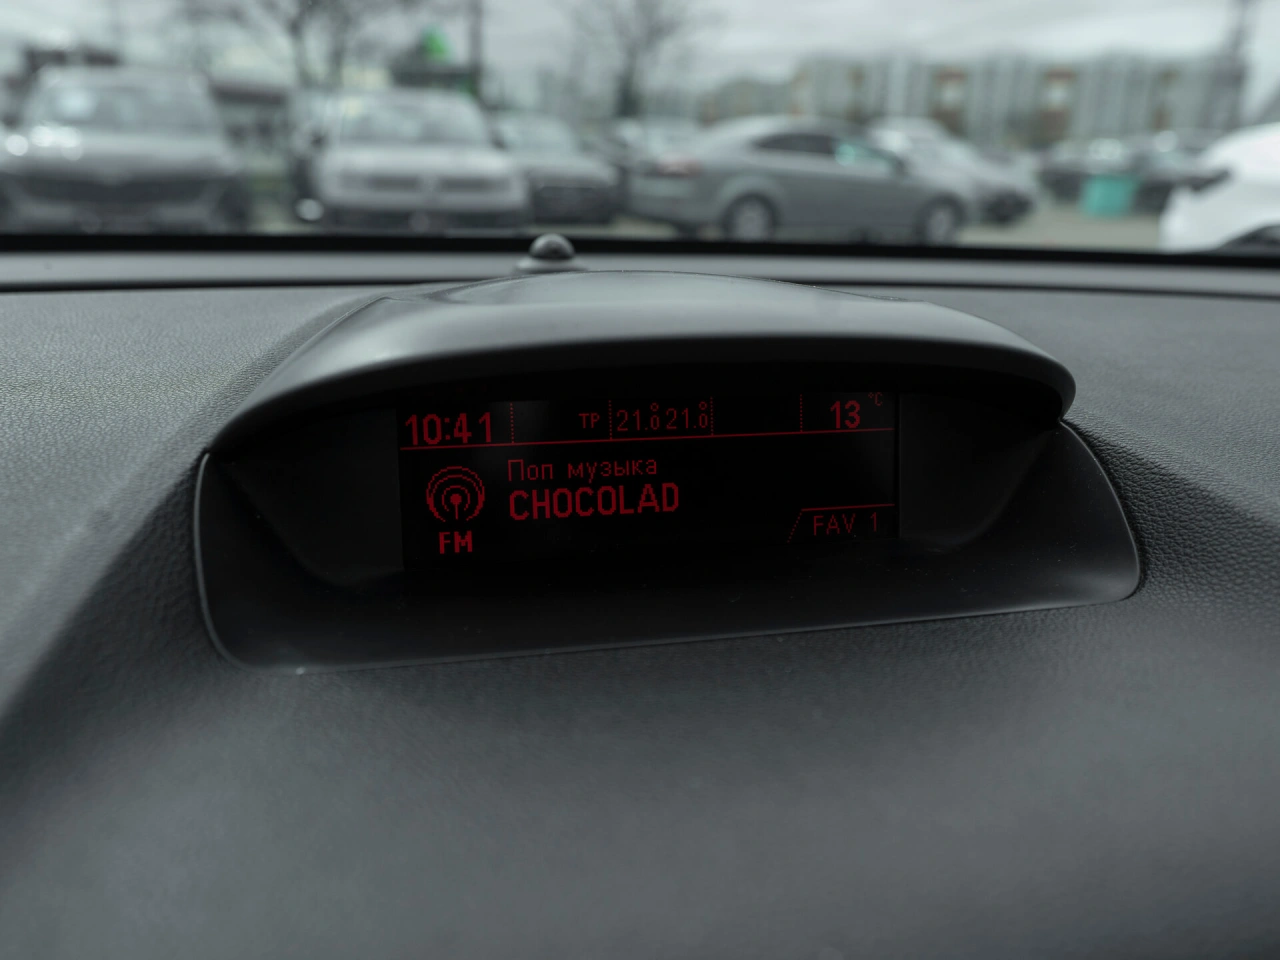 10:41 TP 21.0° 21.0° 13 °C
Поп музыка
CHOCOLAD
FM
FAV 1